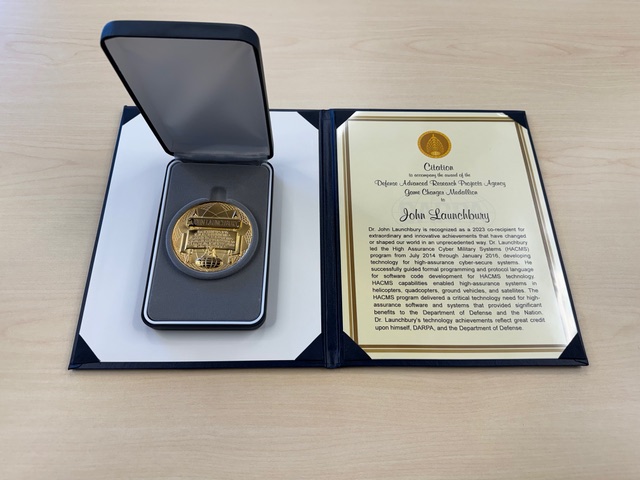 JOHN LAUNCHBURY
Citation
to accompany the award of the
Defense Advanced Research Projects Agency
Game Changer Medallion
to
John Launchbury
Dr. John Launchbury is recognized as a 2023 co-recipient for
extraordinary and innovative achievements that have changed
or shaped our world in an unprecedented way. Dr. Launchbury
led the High Assurance Cyber Military Systems (HACMS)
program from July 2014 through January 2016, developing
technology for high-assurance cyber-secure systems. He
successfully guided formal programming and protocol language
for software code development for HACMS technology.
HACMS capabilities enabled high-assurance systems in
helicopters, quadcopters, ground vehicles, and satellites. The
HACMS program delivered a critical technology need for high-
assurance software and systems that provided significant
benefits to the Department of Defense and the Nation.
Dr. Launchbury's technology achievements reflect great credit
upon himself, DARPA, and the Department of Defense.